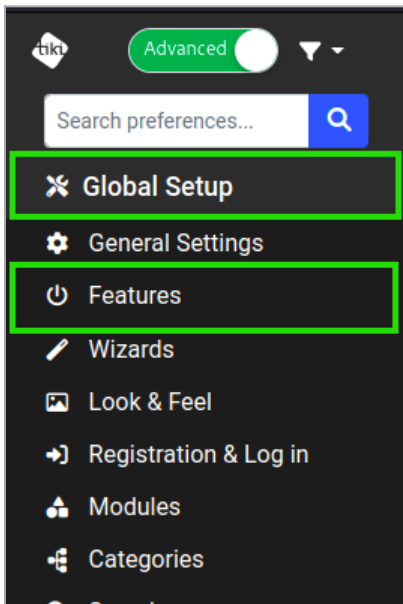 tiki
Advanced
Search preferences...
Global Setup
General Settings
Features
Wizards
Look & Feel
Registration & Log in
Modules
Categories